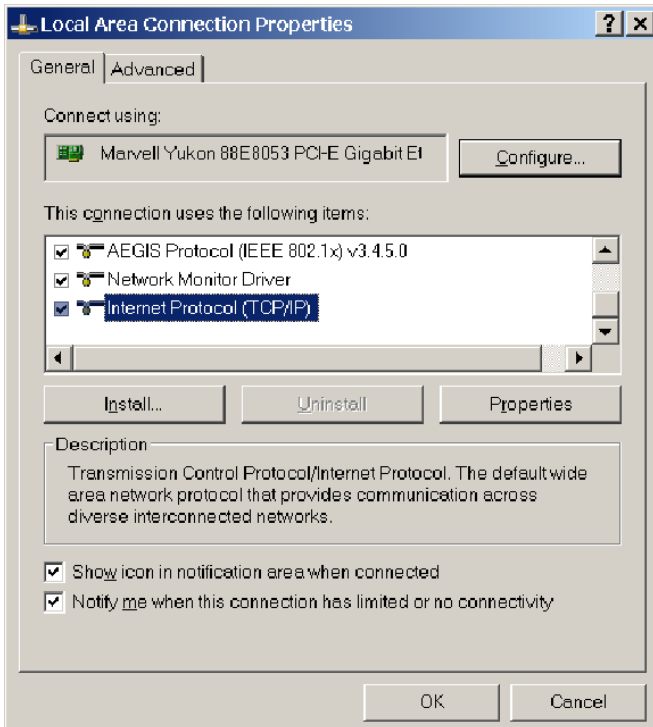 Local Area Connection Properties
General Advanced
Connect using:
Marvell Yukon 88E8053 PCI-E Gigabit Et
Configure...
This connection uses the following items:
AEGIS Protocol (IEEE 802.1x) v3.4.5.0
Network Monitor Driver
Internet Protocol (TCP/IP)
Install... Uninstall Properties
Description
Transmission Control Protocol/Internet Protocol. The default wide
area network protocol that provides communication across
diverse interconnected networks.
Show icon in notification area when connected
Notify me when this connection has limited or no connectivity
OK Cancel